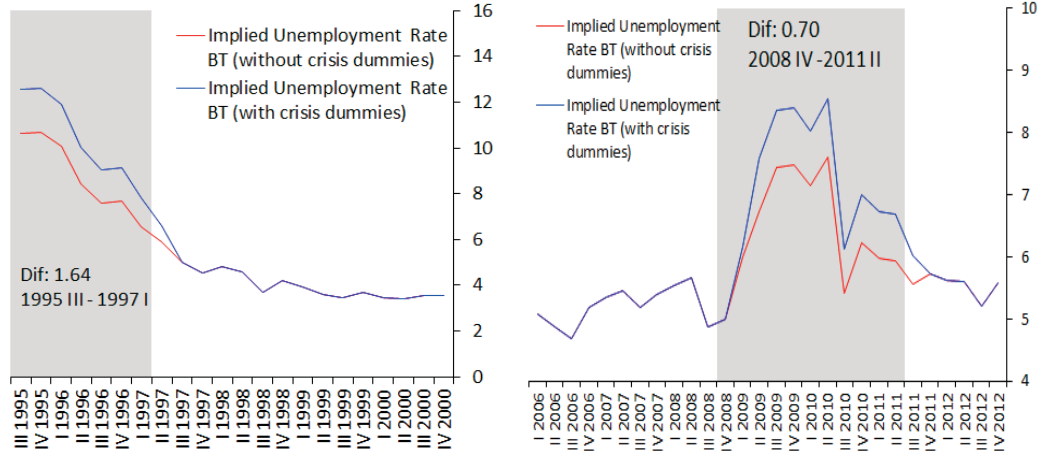 16
14
12
10
8
6
4
2
0
Implied Unemployment Rate
BT (without crisis dummies)
Implied Unemployment Rate
BT (with crisis dummies)
Dif: 1.64
1995 III - 1997 I
III 1995
IV 1995
I 1996
II 1996
III 1996
IV 1996
I 1997
II 1997
III 1997
IV 1997
I 1998
II 1998
III 1998
IV 1998
I 1999
II 1999
III 1999
IV 1999
I 2000
II 2000
III 2000
IV 2000
10
9
8
7
6
5
4
Implied Unemployment
Rate BT (without crisis
dummies)
Implied Unemployment
Rate BT (with crisis
dummies)
Dif: 0.70
2008 IV -2011 II
I 2006
II 2006
III 2006
IV 2006
I 2007
II 2007
III 2007
IV 2007
I 2008
II 2008
III 2008
IV 2008
I 2009
II 2009
III 2009
IV 2009
I 2010
II 2010
III 2010
IV 2010
I 2011
II 2011
III 2011
IV 2011
I 2012
II 2012
III 2012
IV 2012